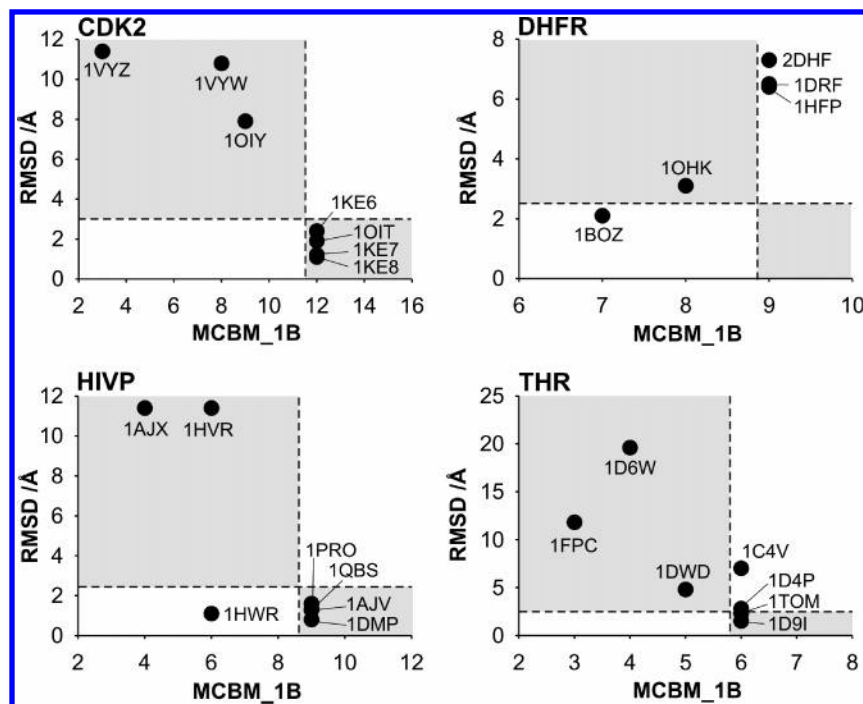 CDK2
12
10
8
6
4
2
0
RMSD /Å
1VYZ
1VYW
1OIY
1KE6
1OIT
1KE7
1KE8
2 4 6 8 10 12 14 16
MCBM_1B
DHFR
8
6
4
2
0
RMSD /Å
2DHF
1DRF
1HFP
1OHK
1BOZ
6 7 8 9 10
MCBM_1B
HIVP
12
10
8
6
4
2
0
RMSD /Å
1AJX 1HVR
1PRO
1QBS
1AJV
1DMP
1HWR
2 4 6 8 10 12
MCBM_1B
THR
25
20
15
10
5
0
RMSD /Å
1D6W
1FPC
1DWD
1C4V
1D4P
1TOM
1D9I
2 3 4 5 6 7 8
MCBM_1B